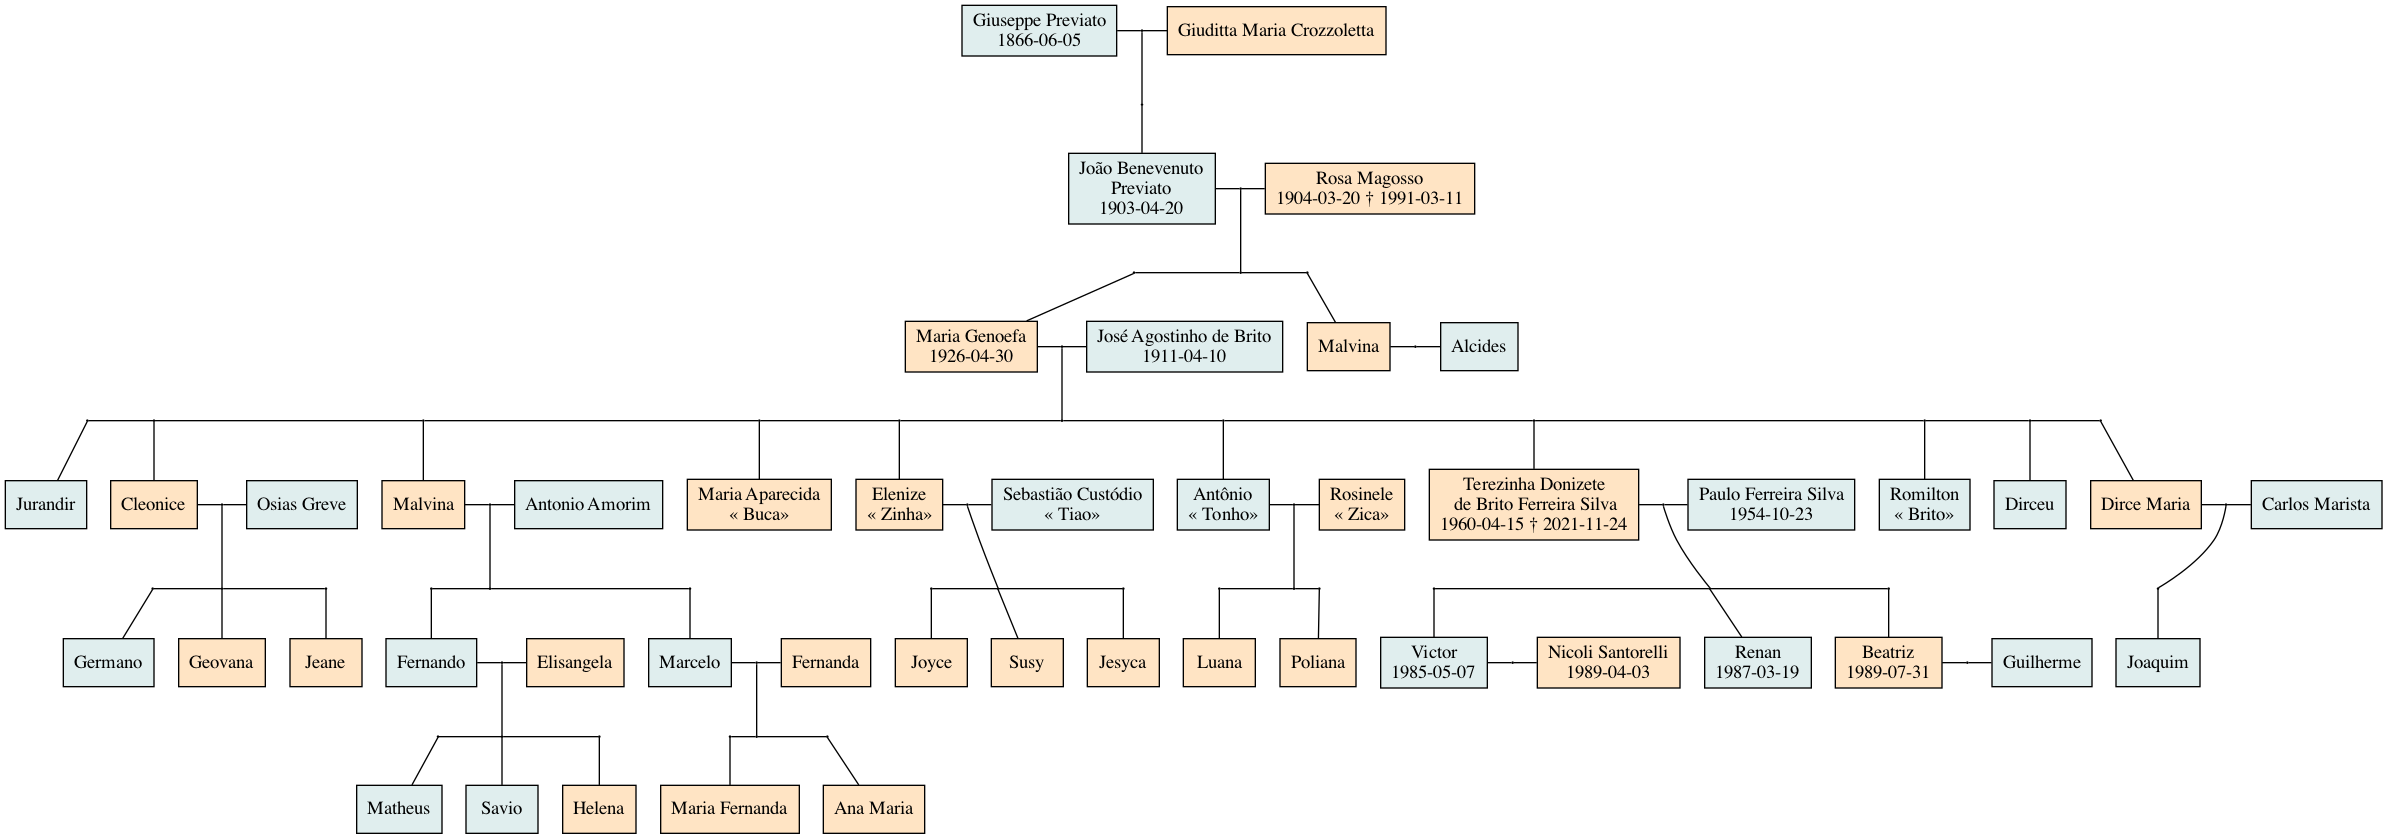 Giuseppe Previato
1866-06-05
Giuditta Maria Crozzoletta
João Benevenuto
Previato
1903-04-20
Rosa Magosso
1904-03-20 † 1991-03-11
Maria Genoefa
1926-04-30
José Agostinho de Brito
1911-04-10
Malvina
Alcides
Jurandir
Cleonice
Osias Greve
Malvina
Antonio Amorim
Maria Aparecida
« Buca»
Elenize
« Zinha»
Sebastião Custódio
« Tiao»
Antônio
« Tonho»
Rosinele
« Zica»
Terezinha Donizete
de Brito Ferreira Silva
1960-04-15 † 2021-11-24
Paulo Ferreira Silva
1954-10-23
Romilton
« Brito»
Dirceu
Dirce Maria
Carlos Marista
Germano
Geovana
Jeane
Fernando
Elisangela
Marcelo
Fernanda
Joyce
Susy
Jesyca
Luana
Poliana
Victor
1985-05-07
Nicoli Santorelli
1989-04-03
Renan
1987-03-19
Beatriz
1989-07-31
Guilherme
Joaquim
Matheus
Savio
Helena
Maria Fernanda
Ana Maria